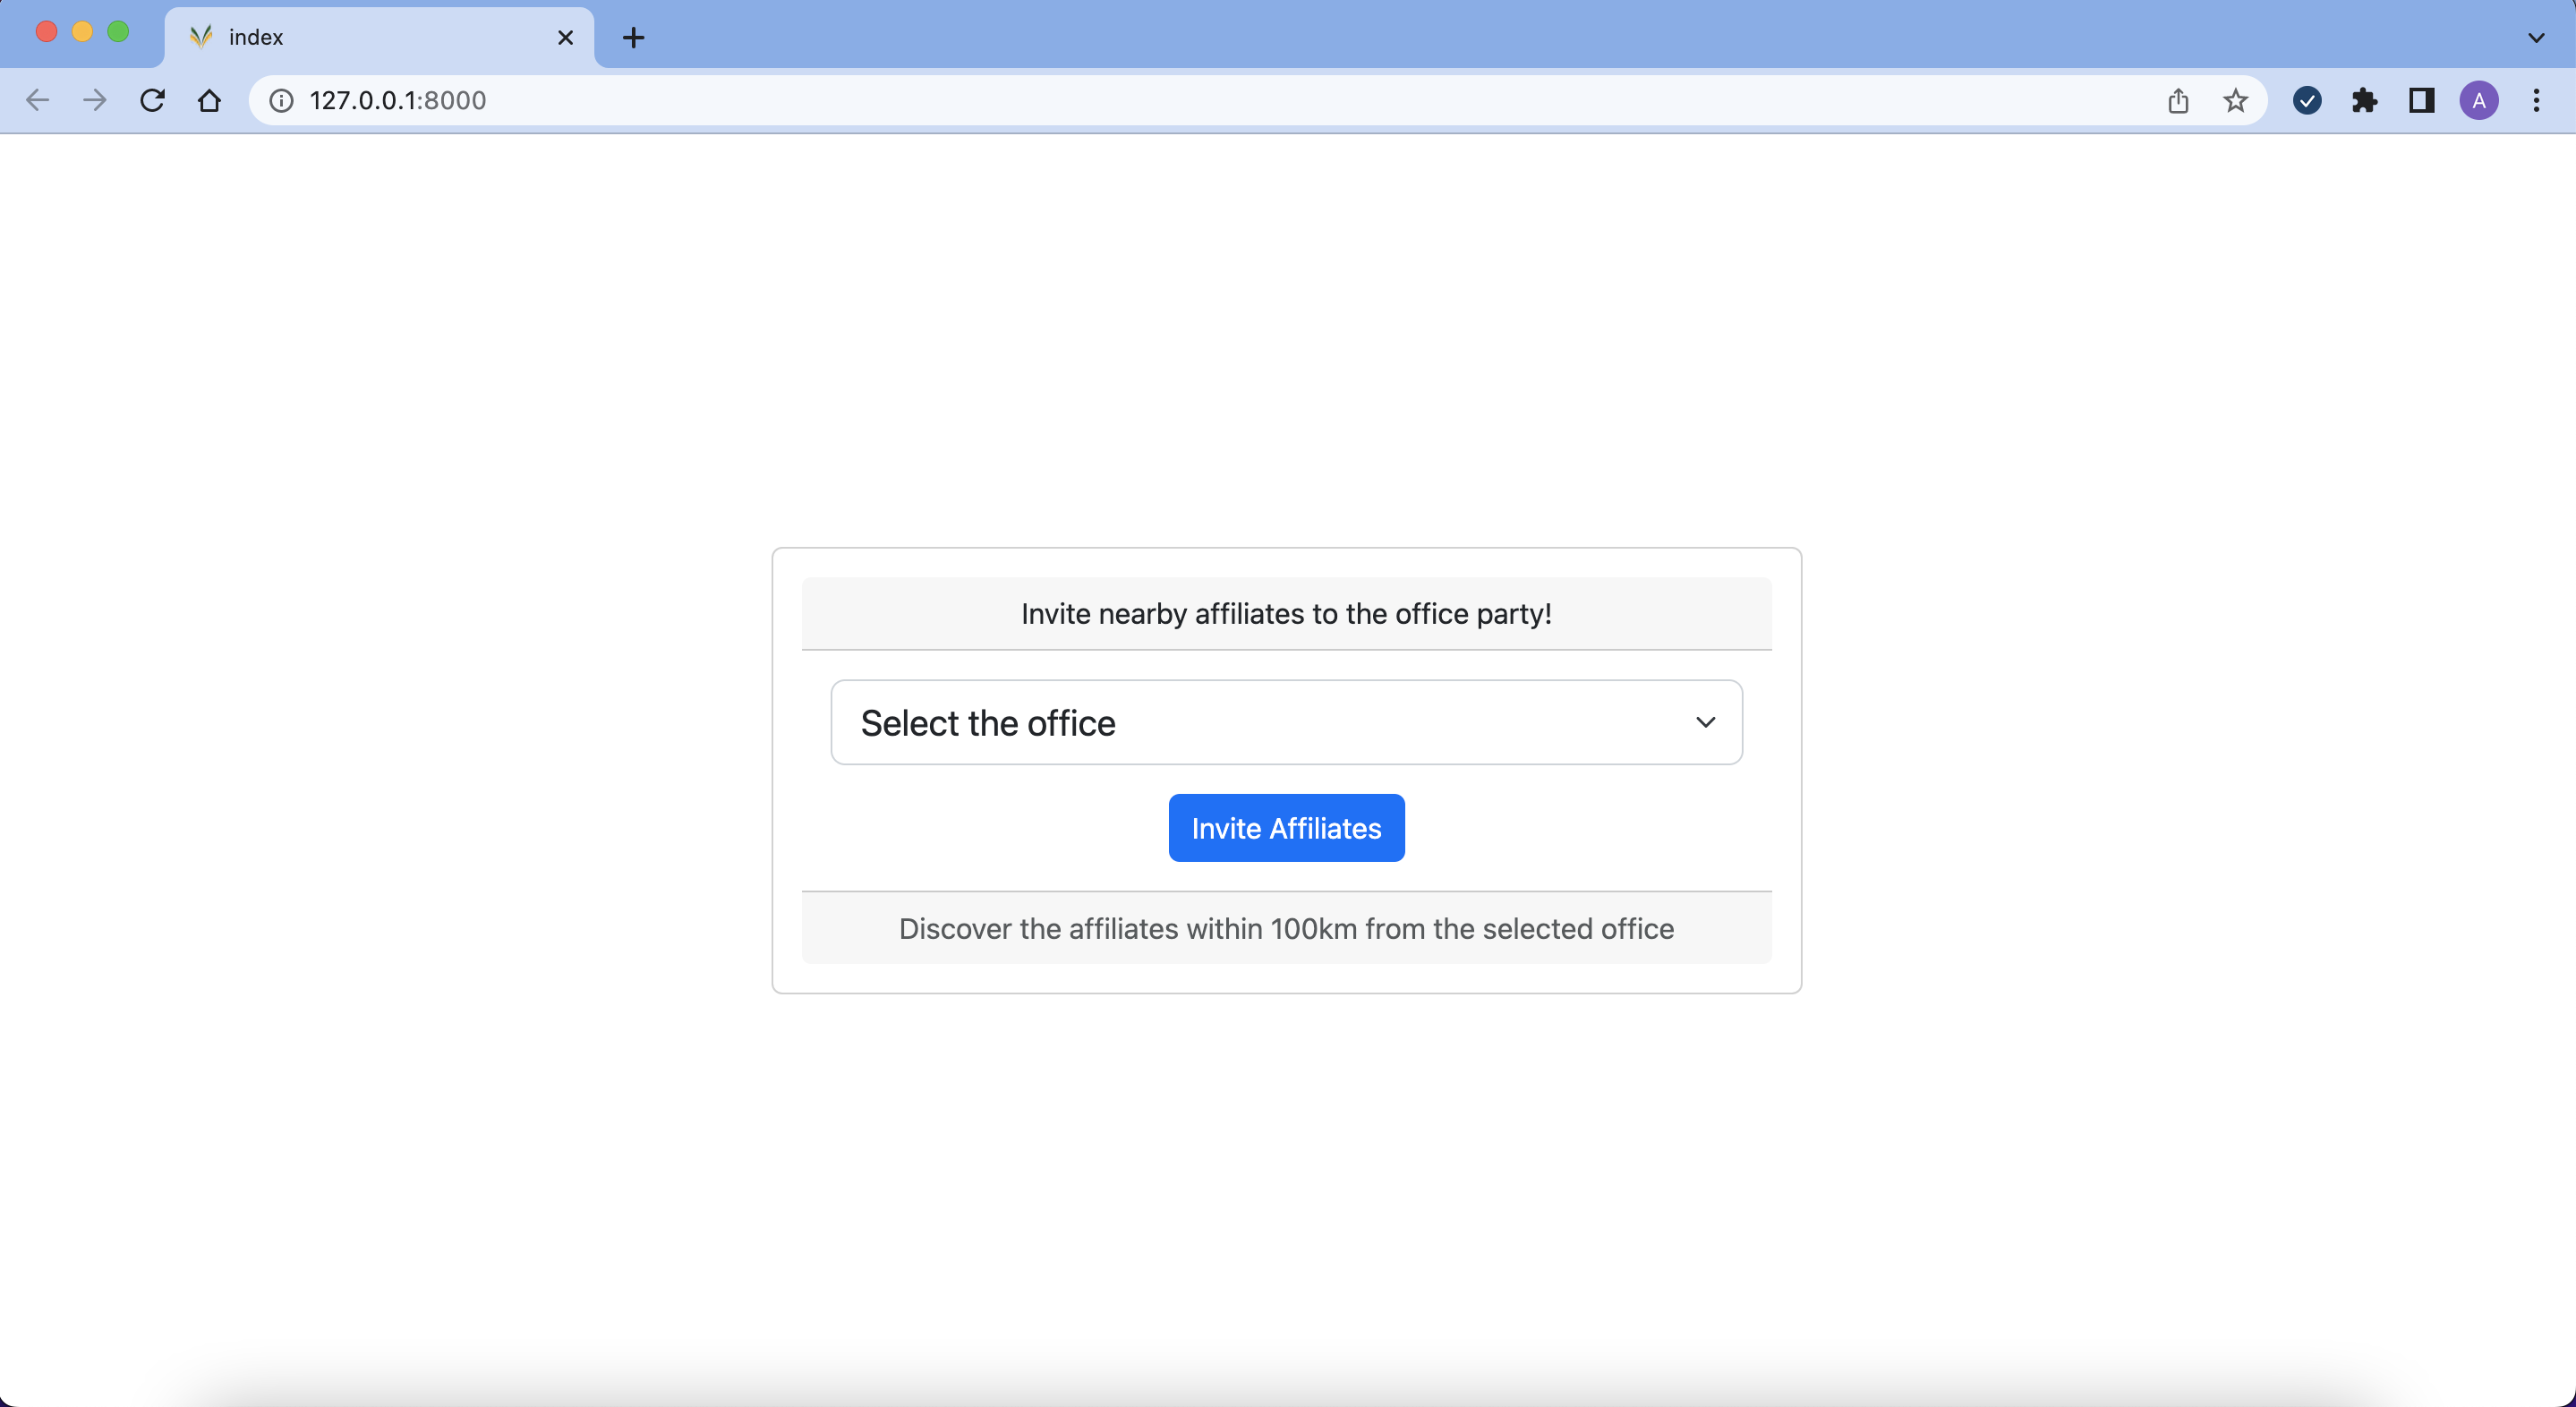 index
127.0.0.1:8000
A
Invite nearby affiliates to the office party!
Select the office
Invite Affiliates
Discover the affiliates within 100km from the selected office